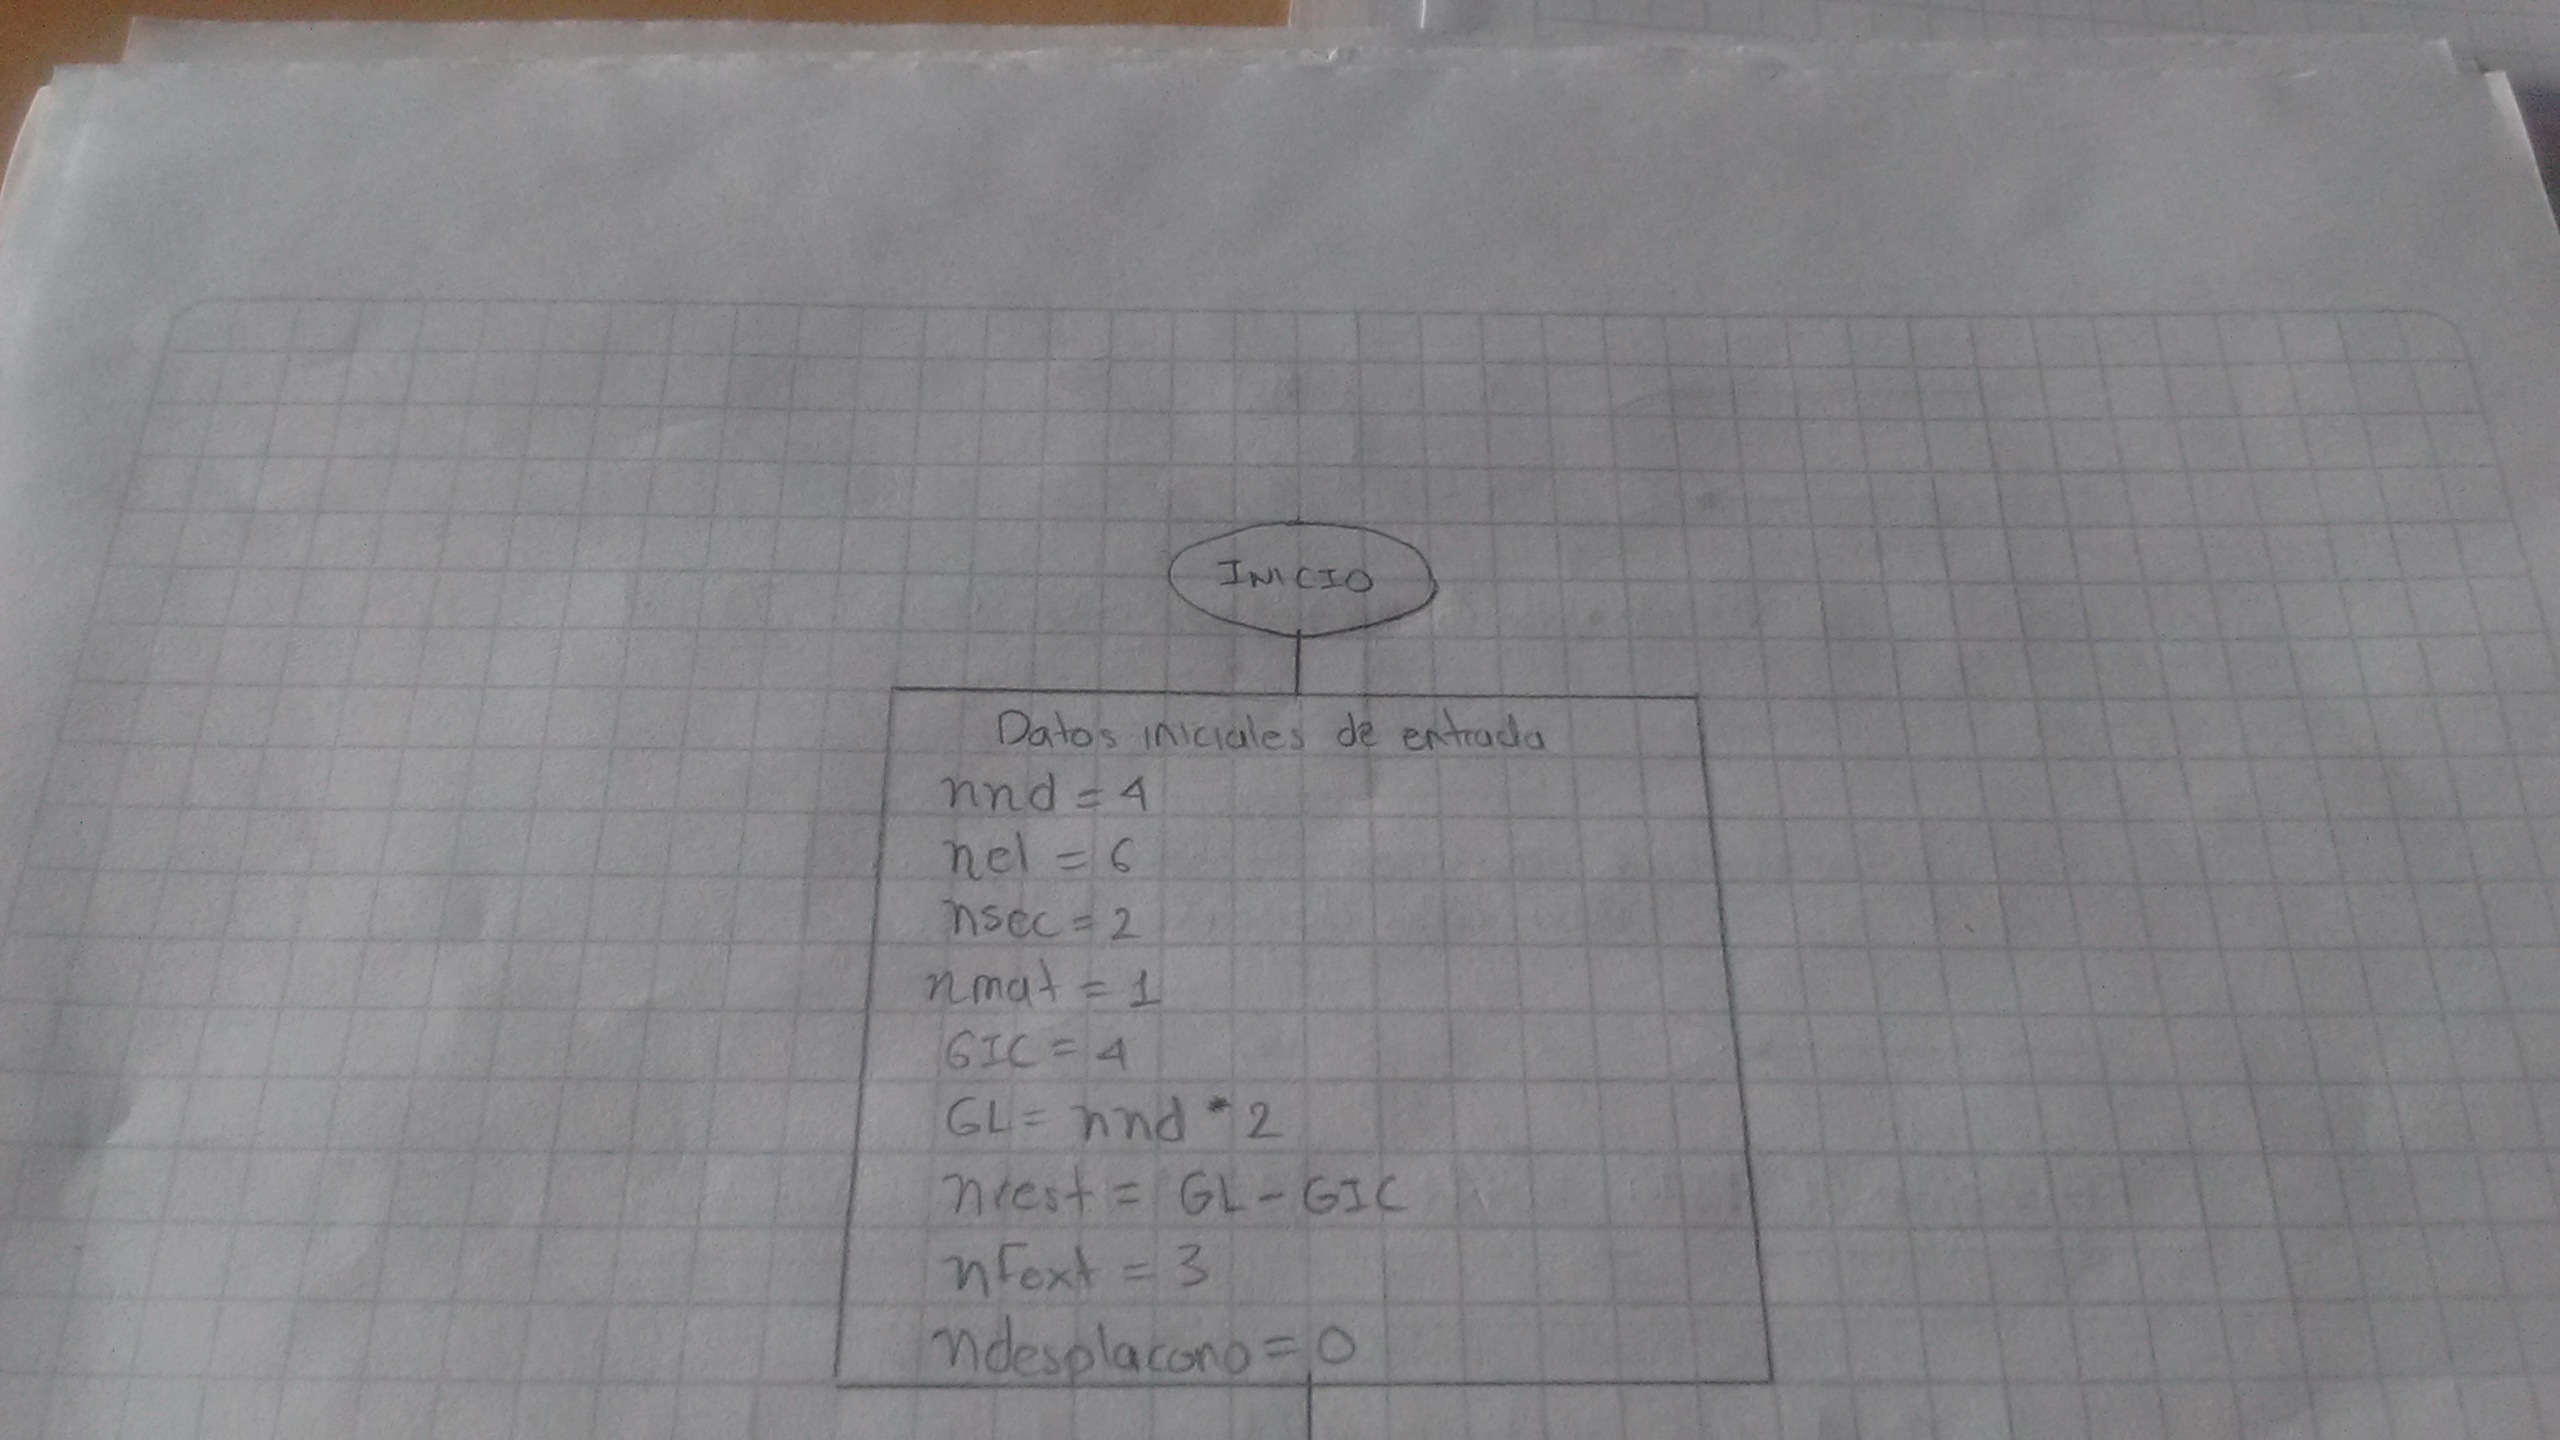 INICIO
Datos iniciales de entrada
nnd = 4
nel = 6
nsec = 2
nmat = 1
GIC = 4
GL = nnd * 2
nrest = GL - GIC
nFext = 3
ndesplacono = 0